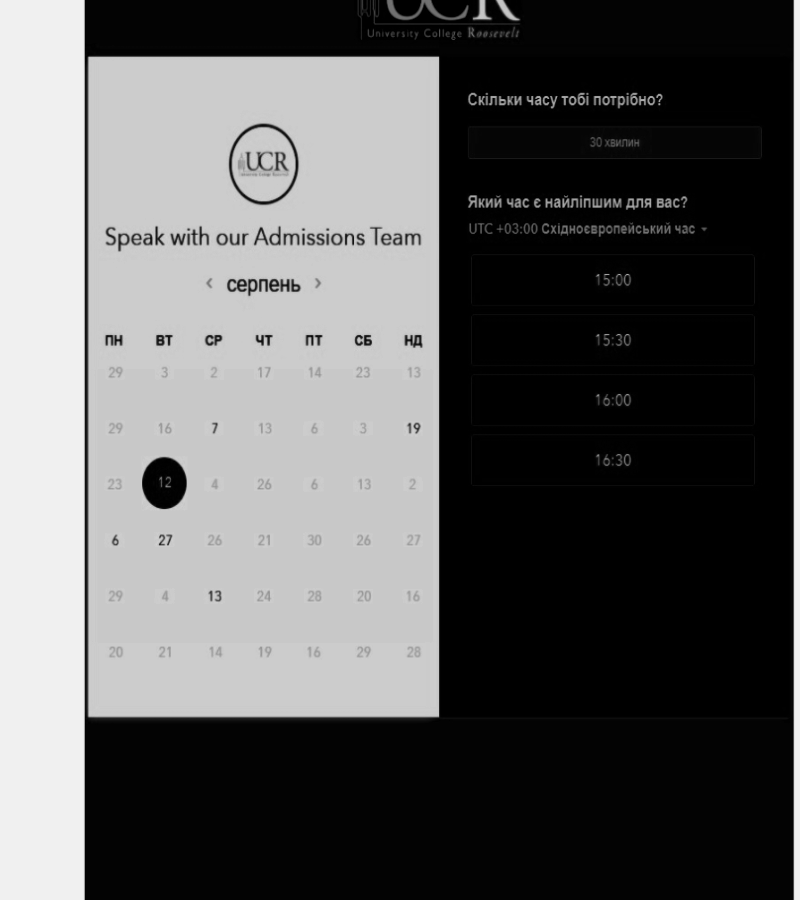 UCR
University College Roosevelt
UCR
Speak with our Admissions Team
‹ серпень ›
ПН ВТ СР ЧТ ПТ СБ НД
29 3 2 17 14 23 13
29 16 7 13 6 3 19
23 12 4 26 6 13 2
6 27 26 21 30 26 27
29 4 13 24 28 20 16
20 21 14 19 16 29 28
Скільки часу тобі потрібно?
30 хвилин
Який час є найліпшим для вас?
UTC +03:00 Східноєвропейський час
15:00
15:30
16:00
16:30